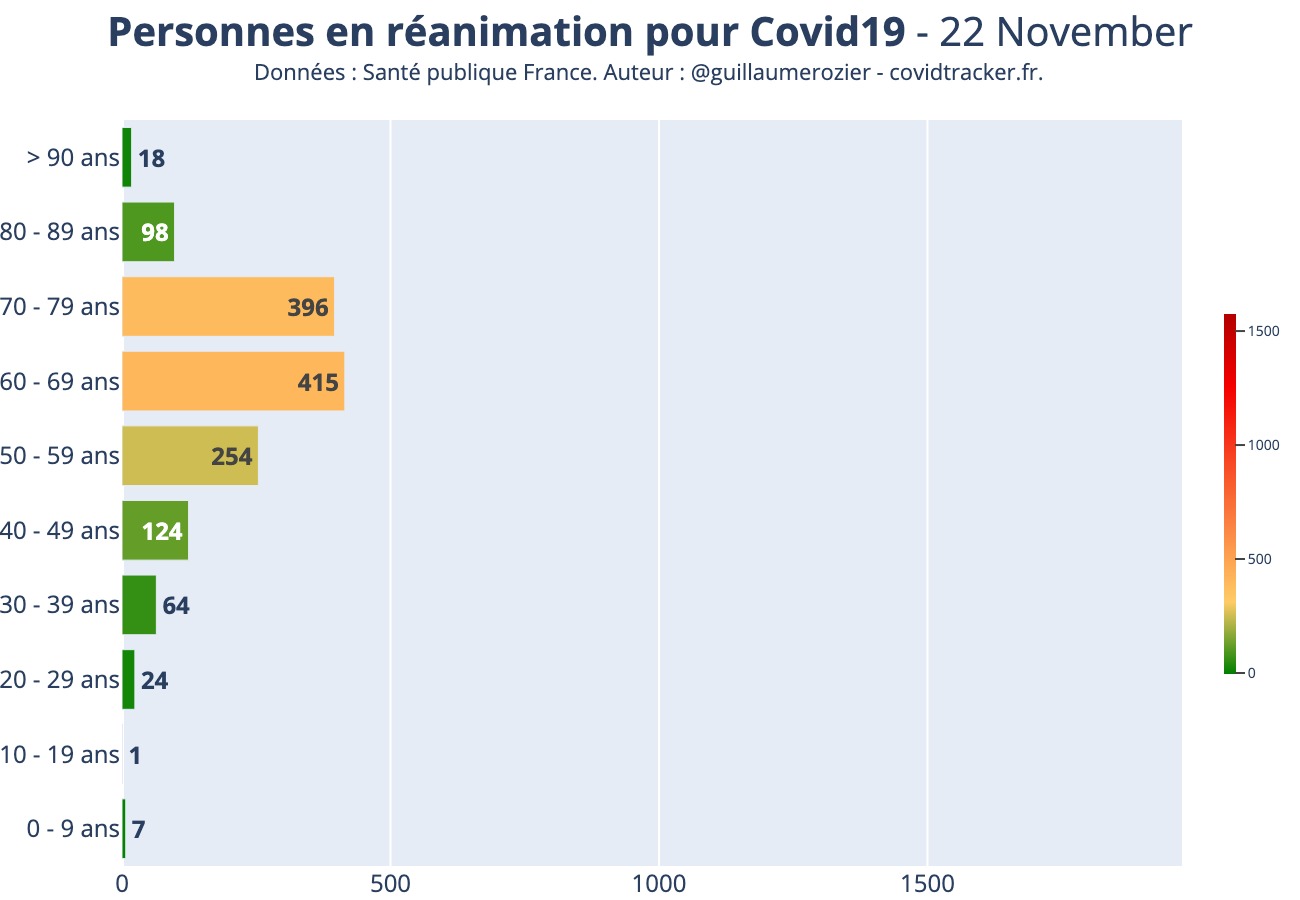 Personnes en réanimation pour Covid19 - 22 November
Données : Santé publique France. Auteur : @guillaumerozier - covidtracker.fr.
> 90 ans 18
80 - 89 ans 98
70 - 79 ans 396
60 - 69 ans 415
50 - 59 ans 254
40 - 49 ans 124
30 - 39 ans 64
20 - 29 ans 24
10 - 19 ans 1
0 - 9 ans 7
0 500 1000 1500
1500
1000
500
0